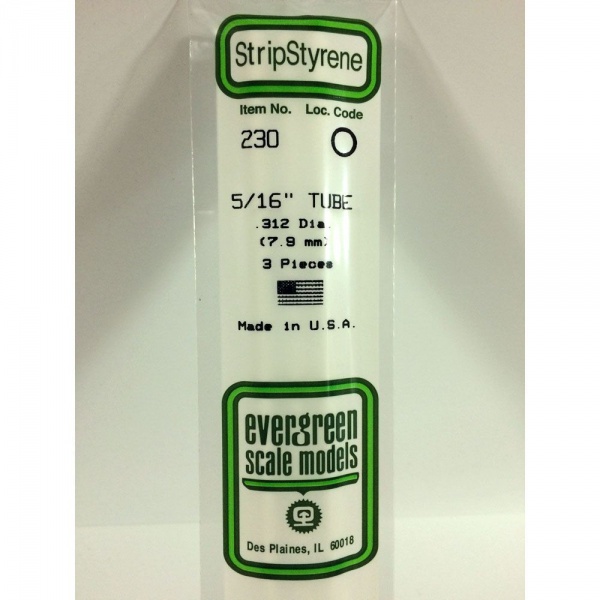 StripStyrene
Item No. Loc. Code
230 O
5/16" TUBE
.312 Dia.
(7.9 mm)
3 Pieces
Made in U.S.A.
evergreen
scale models
Des Plaines, IL 60018